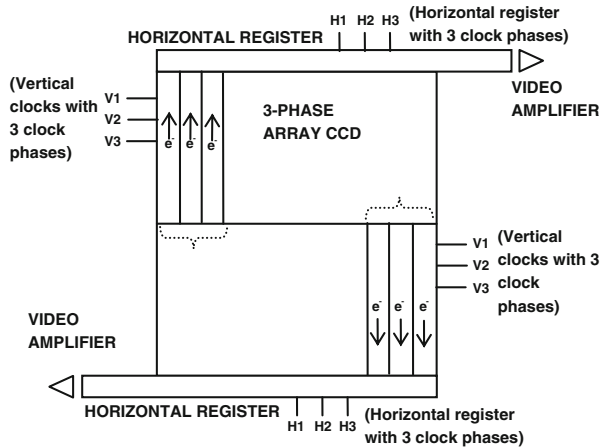 H1 H2 H3 (Horizontal register
with 3 clock phases)
HORIZONTAL REGISTER
(Vertical
clocks with
3 clock
phases)
V1
V2
V3
e- e- e-
3-PHASE
ARRAY CCD
VIDEO
AMPLIFIER
V1
V2
V3
(Vertical
clocks with 3
clock
phases)
e- e- e-
VIDEO
AMPLIFIER
HORIZONTAL REGISTER
H1 H2 H3
(Horizontal register
with 3 clock phases)